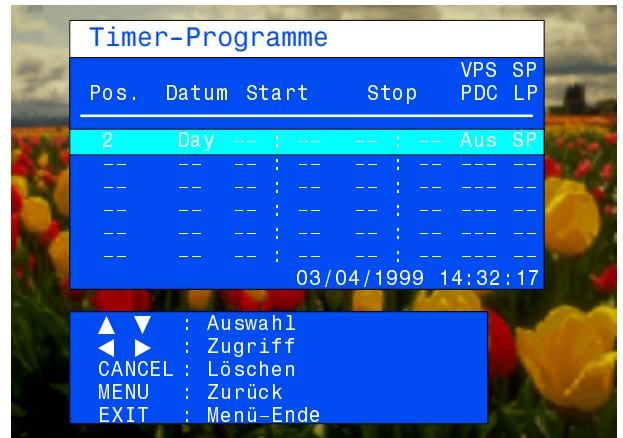 Timer-Programme
VPS SP
Pos. Datum Start Stop PDC LP
2 Day -- : -- -- : -- Aus SP
-- -- -- : -- -- : -- --- --
-- -- -- : -- -- : -- --- --
-- -- -- : -- -- : -- --- --
-- -- -- : -- -- : -- --- --
-- -- -- : -- -- : -- --- --
03/04/1999 14:32:17
▲ ▼ : Auswahl
◀ ▶ : Zugriff
CANCEL : Löschen
MENU : Zurück
EXIT : Menü-Ende